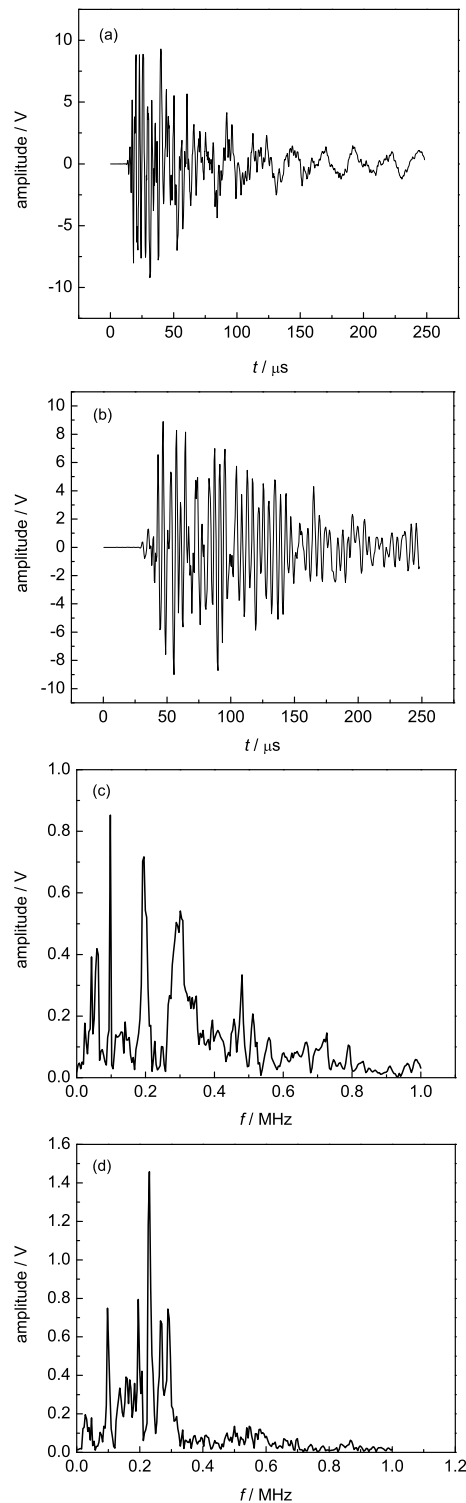 (a)
10
5
0
-5
-10
amplitude / V
0 50 100 150 200 250
t / μs
(b)
10
8
6
4
2
0
-2
-4
-6
-8
-10
amplitude / V
0 50 100 150 200 250
t / μs
(c)
1.0
0.8
0.6
0.4
0.2
0.0
amplitude / V
0.0 0.2 0.4 0.6 0.8 1.0
f / MHz
(d)
1.6
1.4
1.2
1.0
0.8
0.6
0.4
0.2
0.0
amplitude / V
0.0 0.2 0.4 0.6 0.8 1.0 1.2
f / MHz